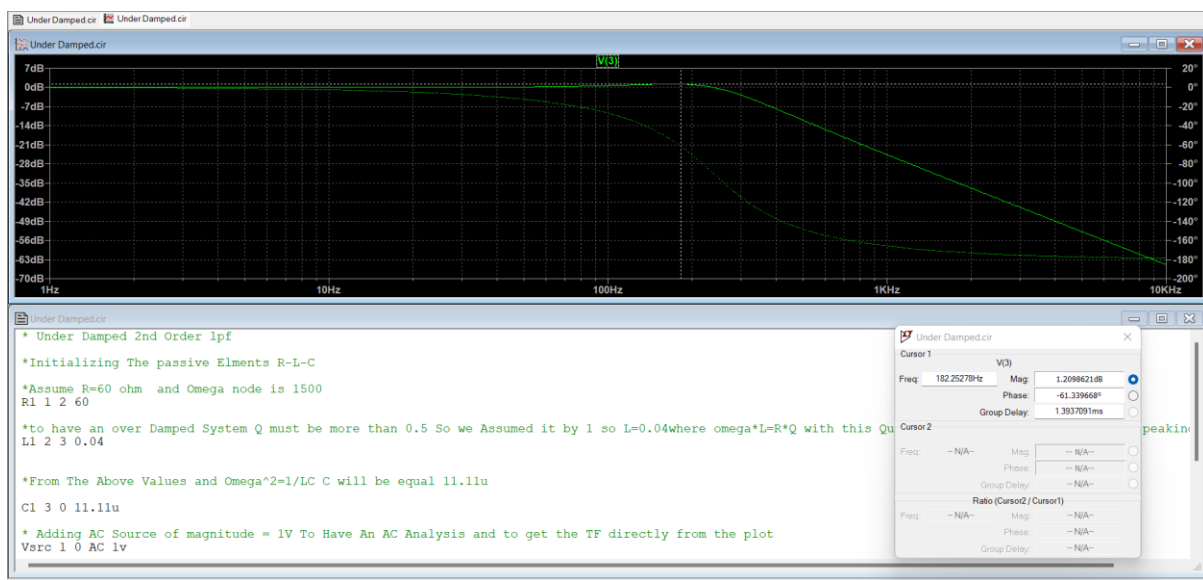 Under Damped.cir Under Damped.cir
Under Damped.cir
V(3)
7dB 20°
0dB 0°
-7dB -20°
-14dB -40°
-21dB -60°
-28dB -80°
-35dB -100°
-42dB -120°
-49dB -140°
-56dB -160°
-63dB -180°
-70dB -200°
1Hz 10Hz 100Hz 1KHz 10KHz
Under Damped.cir
* Under Damped 2nd Order lpf
*Initializing The passive Elments R-L-C
*Assume R=60 ohm and Omega node is 1500
R1 1 2 60
*to have an over Damped System Q must be more than 0.5 So we Assumed it by 1 so L=0.04where omega*L=R*Q with this Qu
peaking
L1 2 3 0.04
*From The Above Values and Omega^2=1/LC C will be equal 11.11u
C1 3 0 11.11u
* Adding AC Source of magnitude = 1V To Have An AC Analysis and to get the TF directly from the plot
Vsrc 1 0 AC 1v
Under Damped.cir
Cursor 1
V(3)
Freq: 182.25278Hz Mag: 1.2098621dB
Phase: -61.339668°
Group Delay: 1.3937091ms
Cursor 2
Freq: -- N/A-- Mag: -- N/A--
Phase: -- N/A--
Group Delay: -- N/A--
Ratio (Cursor2 / Cursor1)
Freq: -- N/A-- Mag: -- N/A--
Phase: -- N/A--
Group Delay: -- N/A--